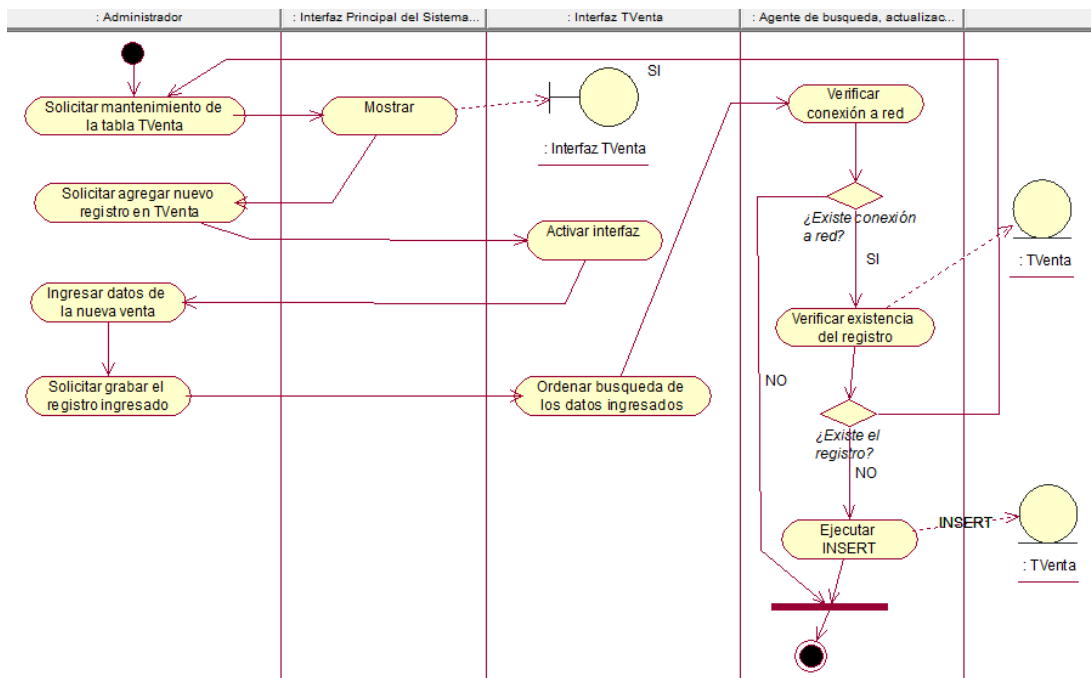 : Administrador
: Interfaz Principal del Sistema...
: Interfaz TVenta
: Agente de busqueda, actualizac...
Solicitar mantenimiento de
la tabla TVenta
Mostrar
SI
: Interfaz TVenta
Verificar
conexión a red
¿Existe conexión
a red?
SI
: TVenta
Solicitar agregar nuevo
registro en TVenta
Activar interfaz
Ingresar datos de
la nueva venta
Verificar existencia
del registro
Solicitar grabar el
registro ingresado
Ordenar busqueda de
los datos ingresados
NO
¿Existe el
registro?
NO
Ejecutar
INSERT
INSERT
: TVenta